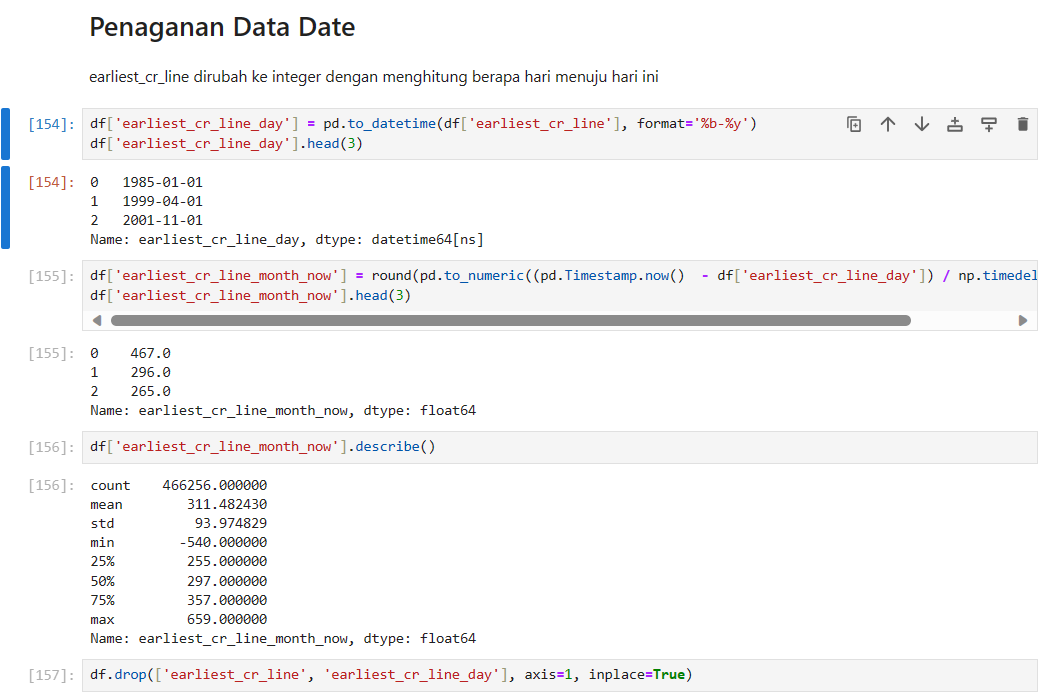 Penaganan Data Date
earliest_cr_line dirubah ke integer dengan menghitung berapa hari menuju hari ini
[154]: df['earliest_cr_line_day'] = pd.to_datetime(df['earliest_cr_line'], format='%b-%y')
df['earliest_cr_line_day'].head(3)
[154]: 0 1985-01-01
1 1999-04-01
2 2001-11-01
Name: earliest_cr_line_day, dtype: datetime64[ns]
[155]: df['earliest_cr_line_month_now'] = round(pd.to_numeric((pd.Timestamp.now() - df['earliest_cr_line_day']) / np.timedel
df['earliest_cr_line_month_now'].head(3)
[155]: 0 467.0
1 296.0
2 265.0
Name: earliest_cr_line_month_now, dtype: float64
[156]: df['earliest_cr_line_month_now'].describe()
[156]: count 466256.000000
mean 311.482430
std 93.974829
min -540.000000
25% 255.000000
50% 297.000000
75% 357.000000
max 659.000000
Name: earliest_cr_line_month_now, dtype: float64
[157]: df.drop(['earliest_cr_line', 'earliest_cr_line_day'], axis=1, inplace=True)